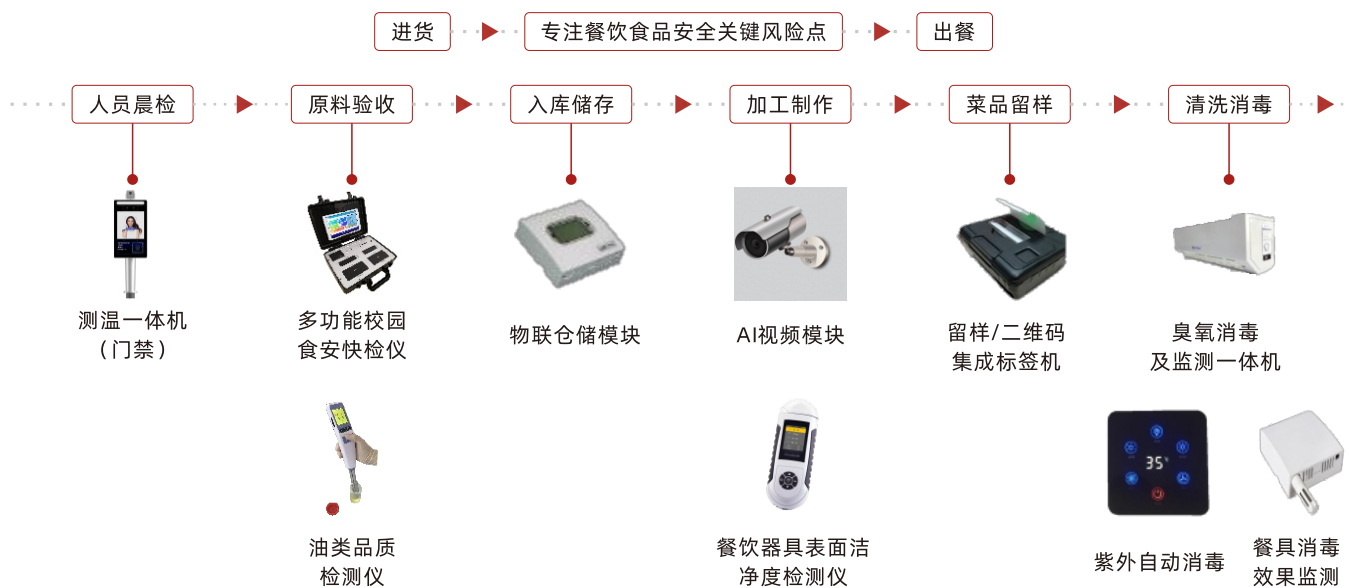 进货
专注餐饮食品安全关键风险点
出餐
人员晨检
原料验收
入库储存
加工制作
菜品留样
清洗消毒
测温一体机
（门禁）
多功能校园
食安快检仪
物联仓储模块
AI视频模块
留样/二维码
集成标签机
臭氧消毒
及监测一体机
35℃
油类品质
检测仪
餐饮器具表面洁
净度检测仪
紫外自动消毒
餐具消毒
效果监测